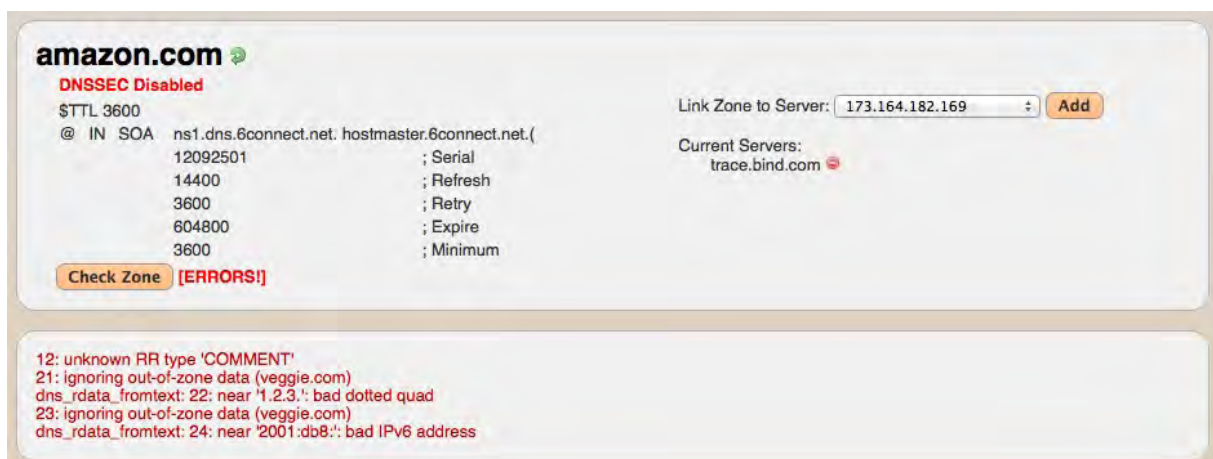 amazon.com
DNSSEC Disabled
$TTL 3600
@ IN SOA ns1.dns.6connect.net. hostmaster.6connect.net.(
12092501 ; Serial
14400 ; Refresh
3600 ; Retry
604800 ; Expire
3600 ; Minimum
Check Zone [ERRORS!]
Link Zone to Server: 173.164.182.169 Add
Current Servers:
trace.bind.com
12: unknown RR type 'COMMENT'
21: ignoring out-of-zone data (veggie.com)
dns_rdata_fromtext: 22: near '1.2.3.': bad dotted quad
23: ignoring out-of-zone data (veggie.com)
dns_rdata_fromtext: 24: near '2001:db8:': bad IPv6 address